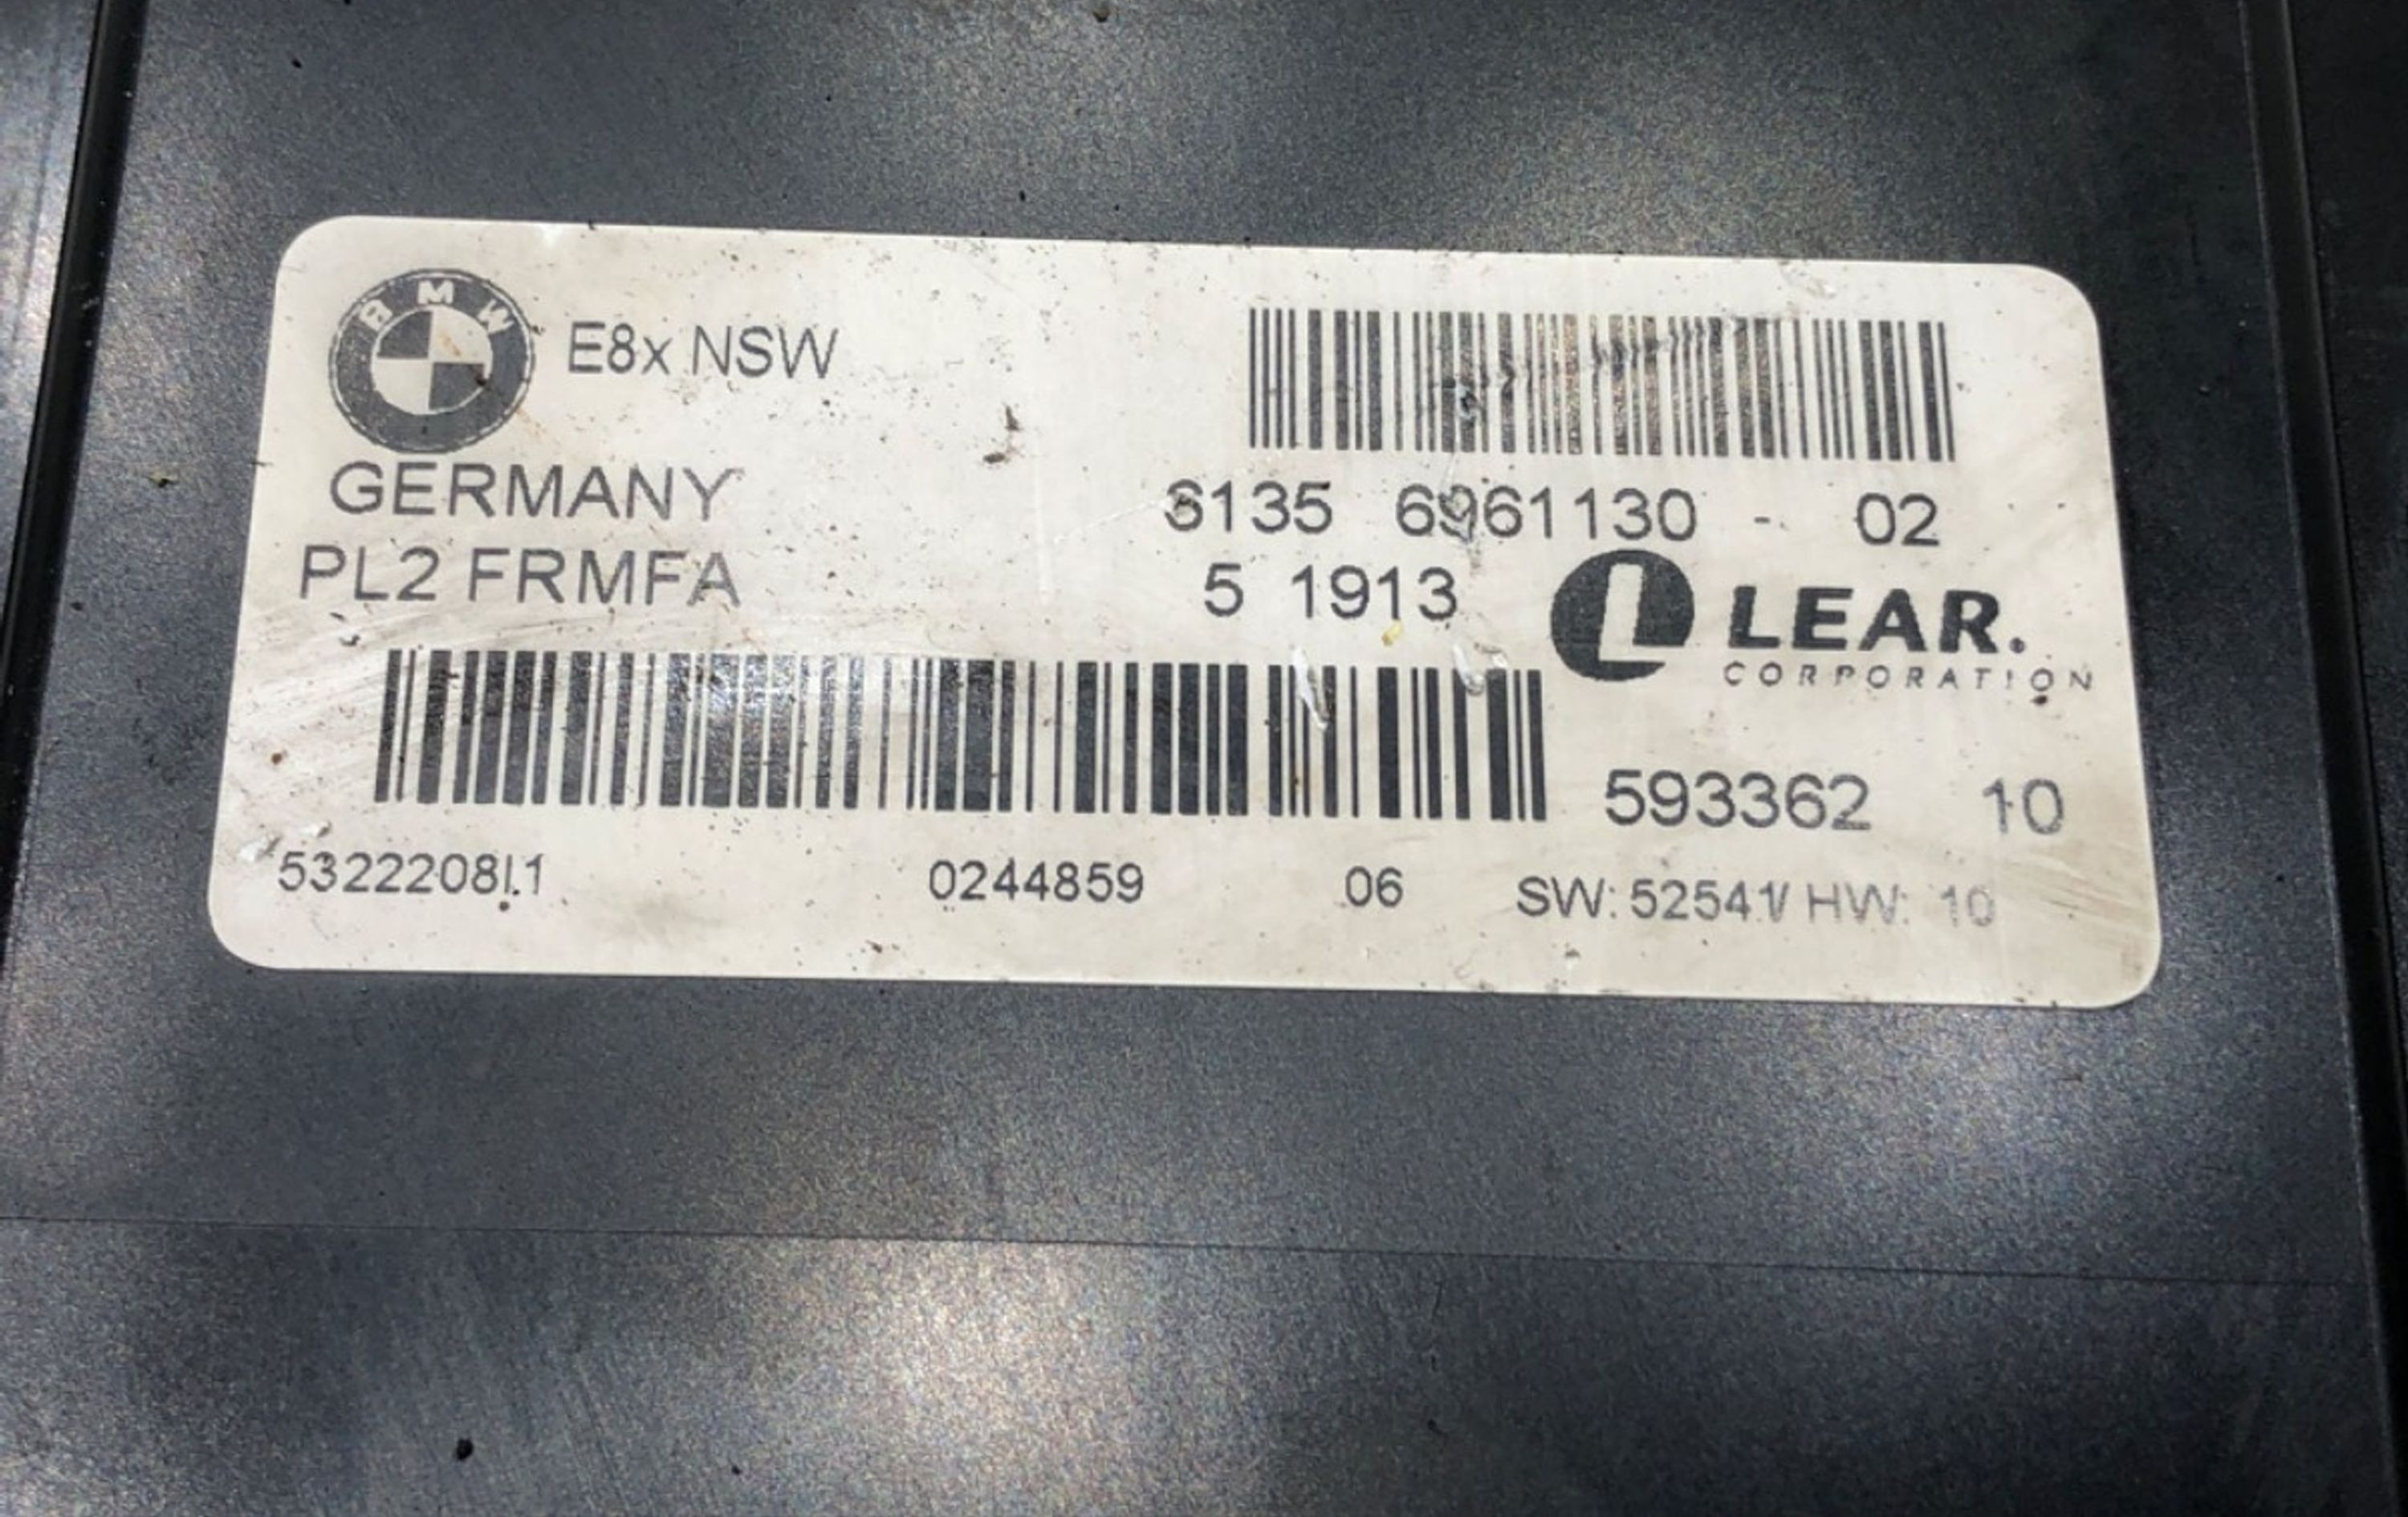 BMW
E8x NSW
GERMANY
6135 6961130 - 02
PL2 FRMFA
5 1913
LEAR.
CORPORATION
593362 10
53222081.1
0244859
06
SW: 52541/ HW: 10